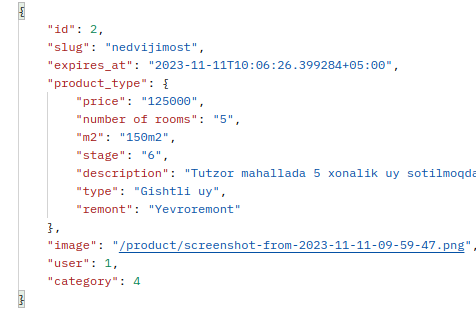 {
"id": 2,
"slug": "nedvijimost",
"expires_at": "2023-11-11T10:06:26.399284+05:00",
"product_type": {
"price": "125000",
"number of rooms": "5",
"m2": "150m2",
"stage": "6",
"description": "Tutzor mahallada 5 xonalik uy sotilmoqda
"type": "Gishtli uy",
"remont": "Yevroremont"
},
"image": "/product/screenshot-from-2023-11-11-09-59-47.png",
"user": 1,
"category": 4
}